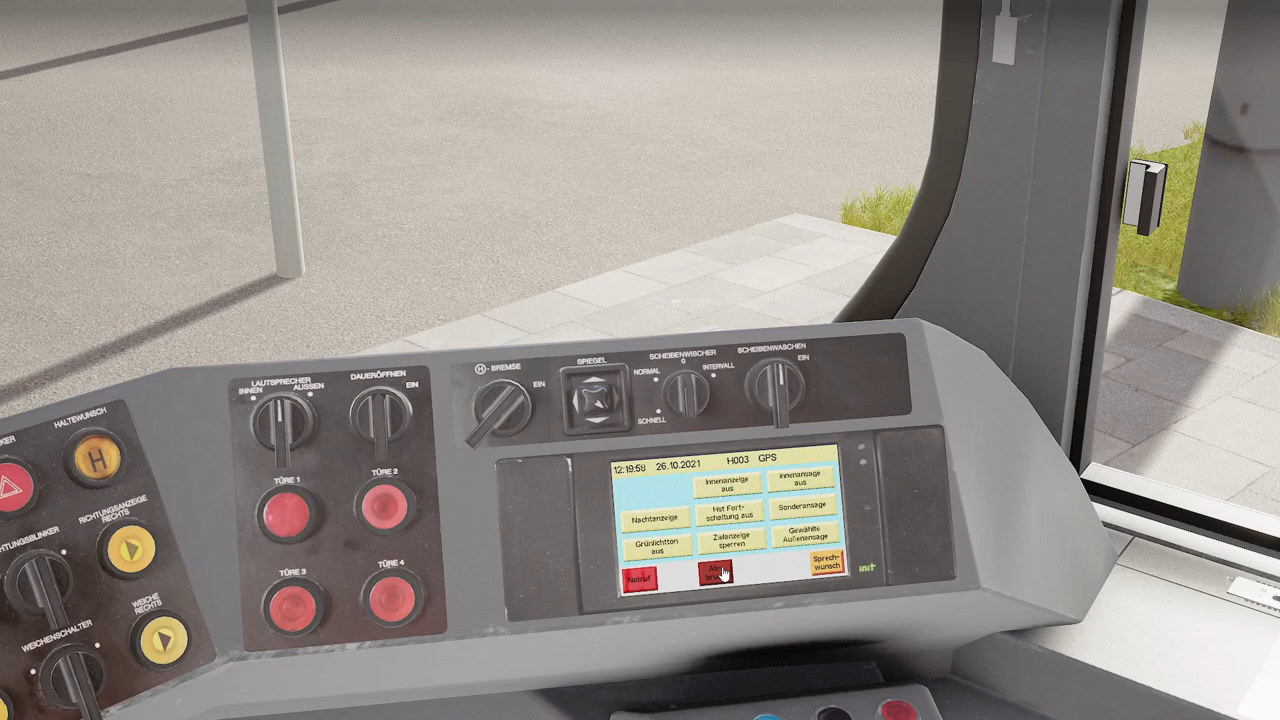 HALTEWUNSCH
KER
H
RICHTUNGSANZEIGE
RECHTS
HTUNGSBLINKER
WEICHE
RECHTS
WEICHENSCHALTER
LAUTSPRECHER
INNEN AUSSEN
DAUERÖFFNEN
EIN
TÜRE 1
TÜRE 2
TÜRE 3
TÜRE 4
H-BREMSE
EIN
SPIEGEL
SCHEIBENWISCHER
0
NORMAL INTERVALL
SCHNELL
SCHEIBENWASCHEN
EIN
12:19:58 26.10.2021 H003 GPS
Innenanzeige
aus
Innenansage
aus
Nachtanzeige
Hst Fort-
schaltung aus
Sonderansage
Grünlichtton
aus
Zielanzeige
sperren
Gewählte
Außenansage
Notruf
Sprech-
wunsch
init